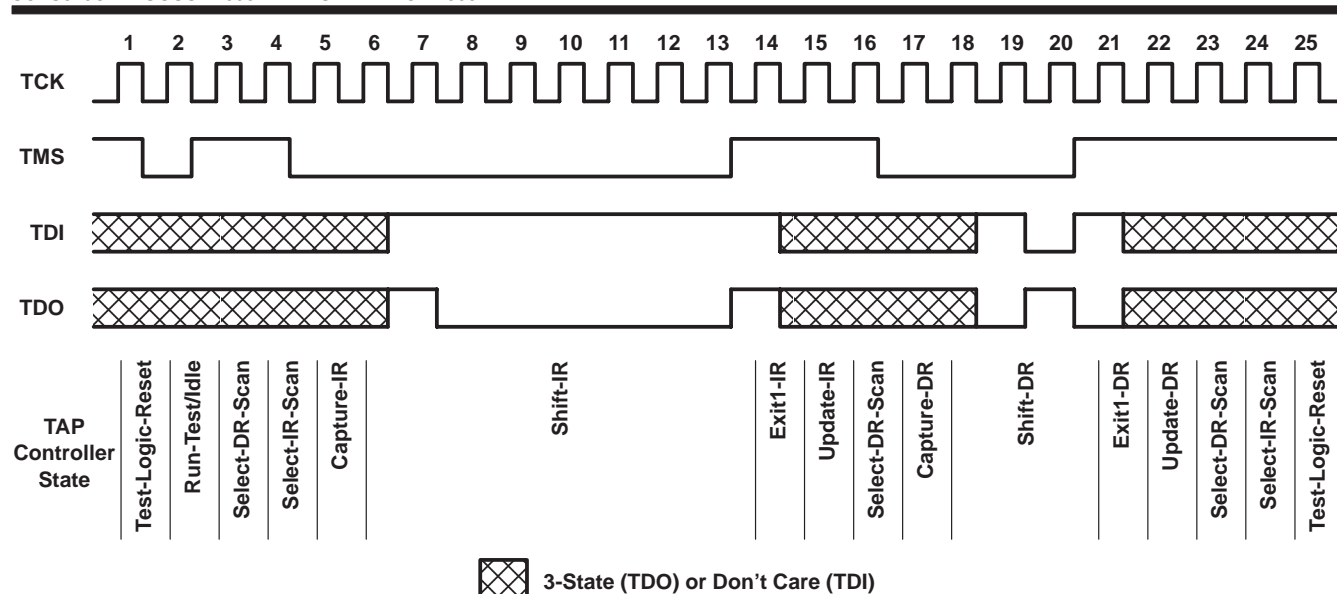 1 2 3 4 5 6 7 8 9 10 11 12 13 14 15 16 17 18 19 20 21 22 23 24 25
TCK
TMS
TDI
TDO
TAP
Controller
State
Test-Logic-Reset
Run-Test/Idle
Select-DR-Scan
Select-IR-Scan
Capture-IR
Shift-IR
Exit1-IR
Update-IR
Select-DR-Scan
Capture-DR
Shift-DR
Exit1-DR
Update-DR
Select-DR-Scan
Select-IR-Scan
Test-Logic-Reset
3-State (TDO) or Don't Care (TDI)